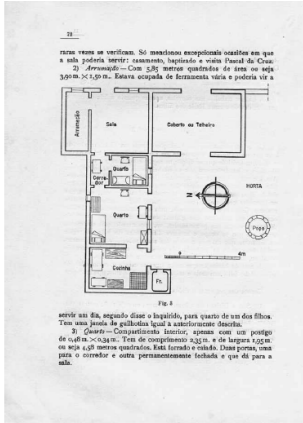 72
raras vezes se verificam. Só mencionou excepcionais ocasiões em que
a sala poderia servir: casamento, baptizado e visita Pascal da Cruz.
2) Arrumação — Com 5,85 metros quadrados de área ou seja
3,90 m. × 1,50 m.. Estava ocupada de ferramenta vária e poderia vir a
Arrumação
Sala
Coberto ou Telheiro
Quarto
Corredor
HORTA
N
Quarto
Poço
0
4m
Cozinha
Fr.
Fig. 5
servir um dia, segundo disse o inquirido, para quarto de um dos filhos.
Tem uma janela de guilhotina igual à anteriormente descrita.
3) Quarto — Compartimento interior, apenas com um postigo
de 0,48 m. × 0,34 m.. Tem de comprimento 2,35 m. e de largura 1,95 m.
ou seja 4,58 metros quadrados. Está forrado e caiado. Duas portas, uma
para o corredor e outra permanentemente fechada e que dá para a
sala.